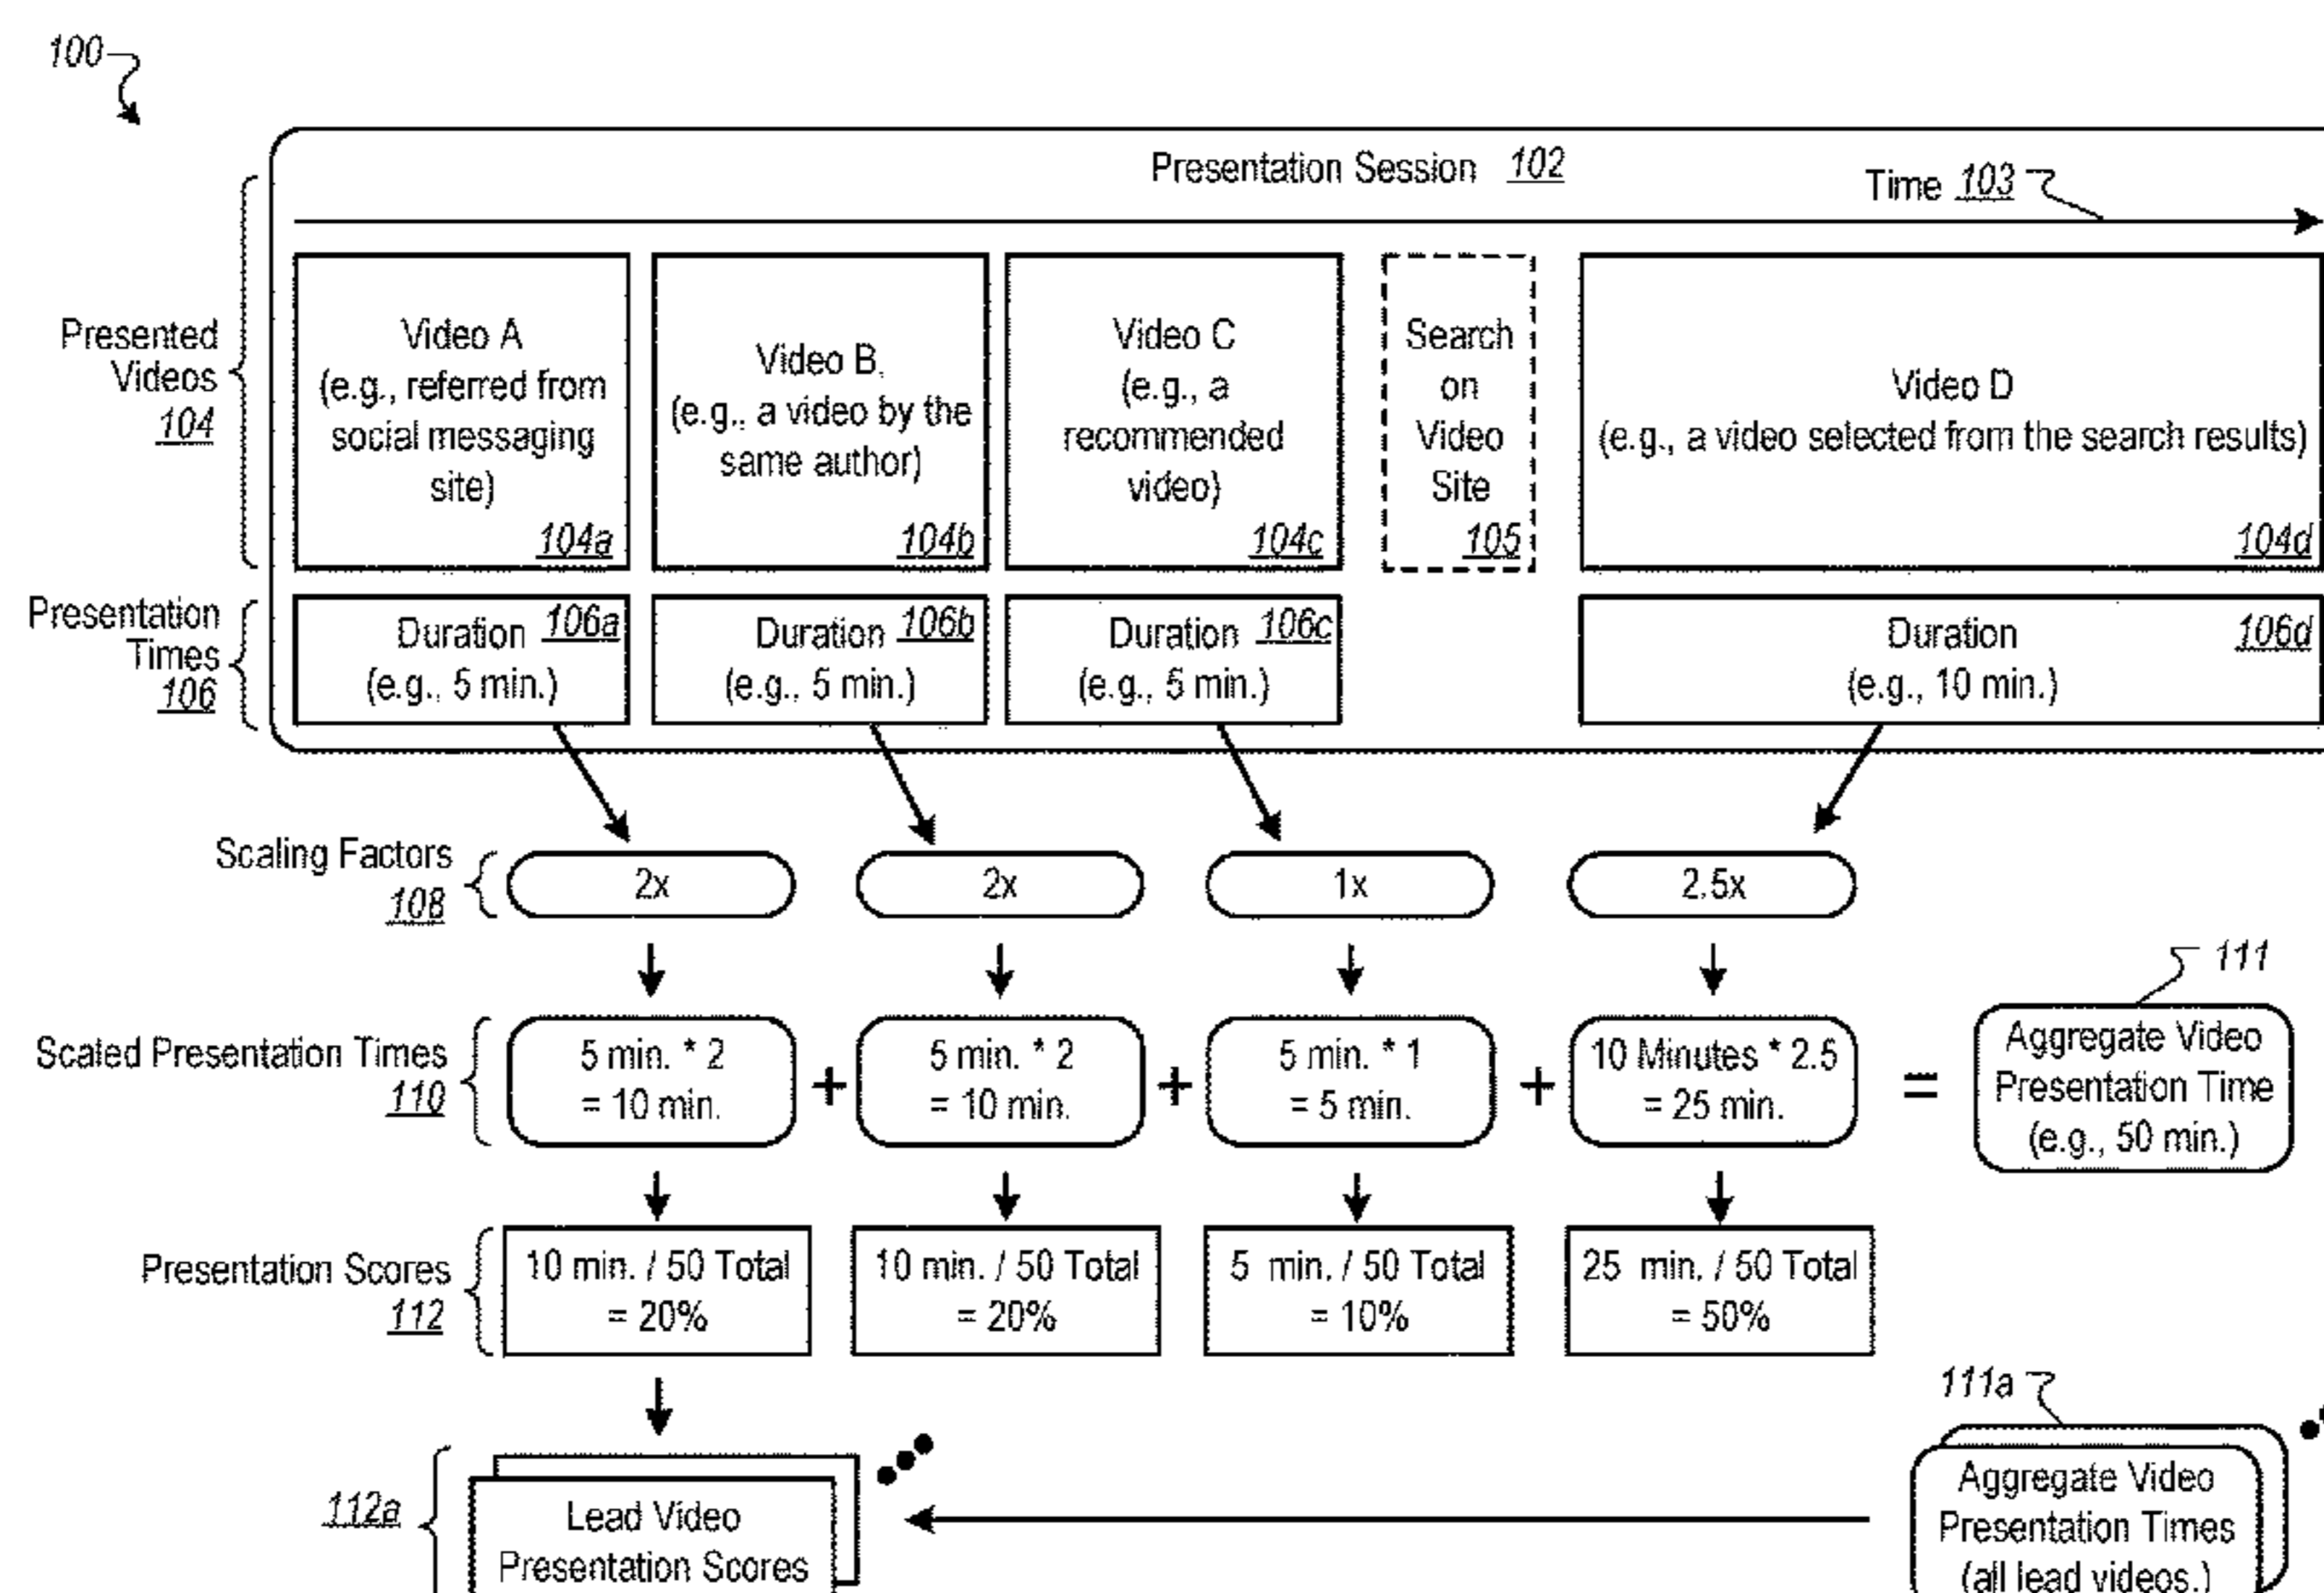 100
Presentation Session 102
Time 103
Presented
Videos
104
Video A
(e.g., referred from
social messaging
site)
104a
Video B,
(e.g., a video by the
same author)
104b
Video C
(e.g., a
recommended
video)
104c
Search
on
Video
Site
105
Video D
(e.g., a video selected from the search results)
104d
Presentation
Times
106
Duration 106a
(e.g., 5 min.)
Duration 106b
(e.g., 5 min.)
Duration 106c
(e.g., 5 min.)
Duration 106d
(e.g., 10 min.)
Scaling Factors
108
2x
2x
1x
2.5x
Scaled Presentation Times
110
5 min. * 2
= 10 min.
+
5 min. * 2
= 10 min.
+
5 min. * 1
= 5 min.
+
10 Minutes * 2.5
= 25 min.
=
111
Aggregate Video
Presentation Time
(e.g., 50 min.)
Presentation Scores
112
10 min. / 50 Total
= 20%
10 min. / 50 Total
= 20%
5 min. / 50 Total
= 10%
25 min. / 50 Total
= 50%
112a
Lead Video
Presentation Scores
111a
Aggregate Video
Presentation Times
(all lead videos.)